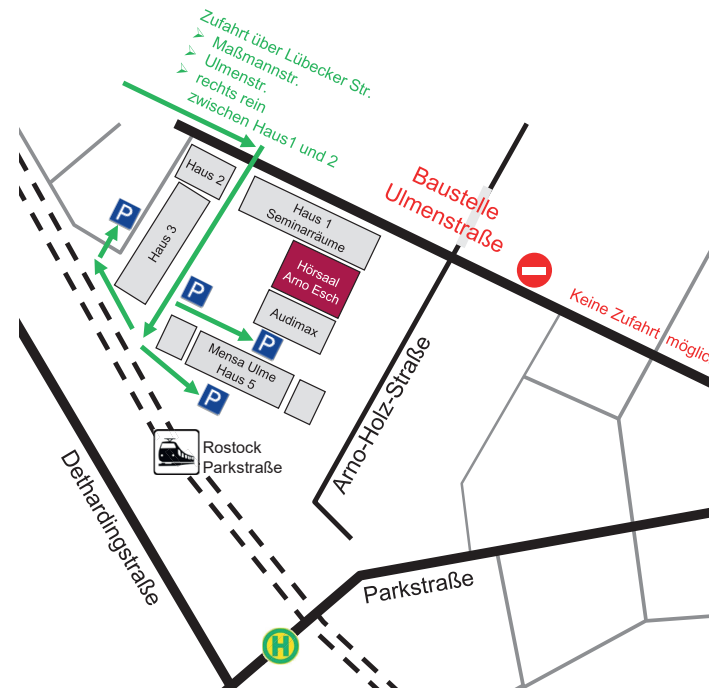 Zufahrt über Lübecker Str.
Maßmannstr.
Ulmenstr.
rechts rein
zwischen Haus1 und 2
Baustelle
Ulmenstraße
Keine Zufahrt möglic
Haus 2
Haus 1
Seminarräume
Haus 3
Hörsaal
Arno Esch
Audimax
P
P
P
P
Mensa Ulme
Haus 5
Arno-Holz-Straße
Rostock
Parkstraße
Dethardingstraße
Parkstraße
H